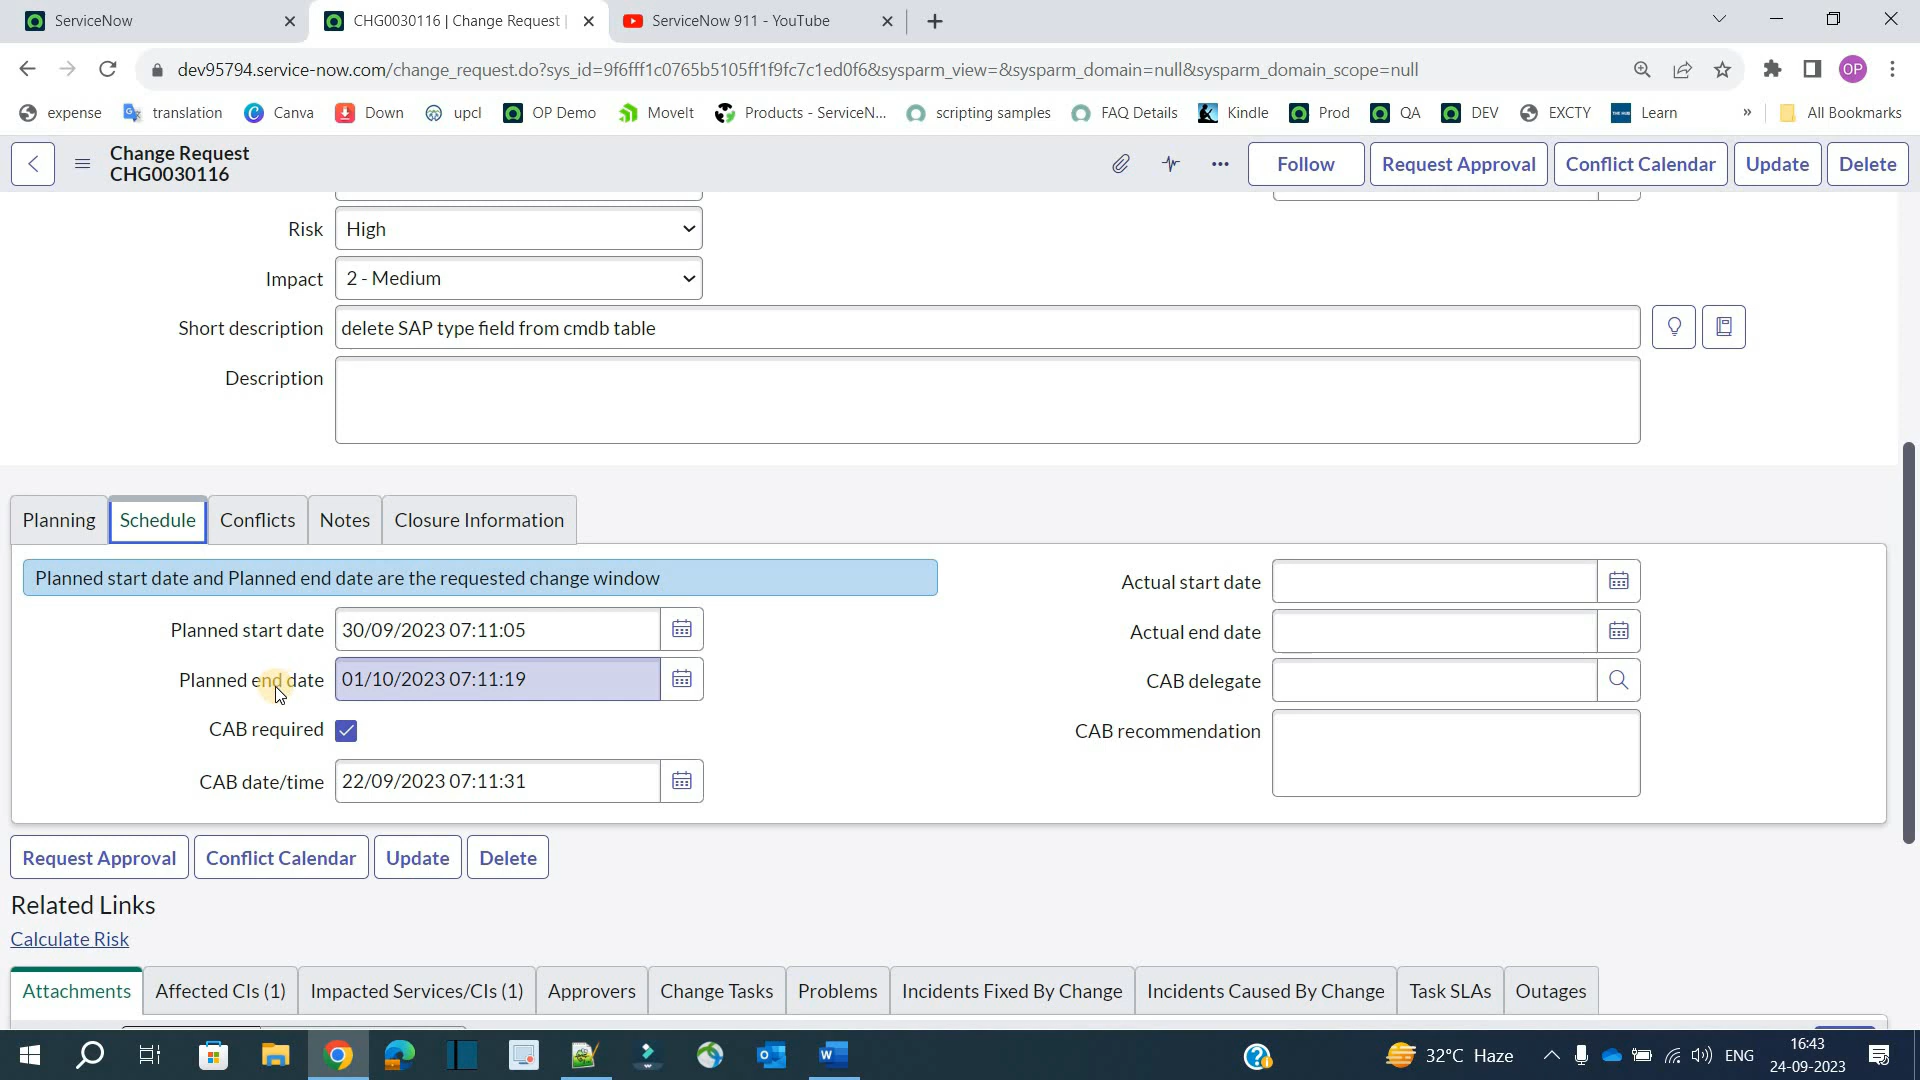 ServiceNow
CHG0030116 | Change Request |
ServiceNow 911 - YouTube
dev95794.service-now.com/change_request.do?sys_id=9f6fff1c0765b5105ff1f9fc7c1ed0f6&sysparm_view=&sysparm_domain=null&sysparm_domain_scope=null
OP
expense
translation
Canva
Down
upcl
OP Demo
MoveIt
Products - ServiceN...
scripting samples
FAQ Details
Kindle
Prod
QA
DEV
EXCTY
Learn
»
All Bookmarks
Change Request
CHG0030116
Follow
Request Approval
Conflict Calendar
Update
Delete
Risk
High
Impact
2 - Medium
Short description
delete SAP type field from cmdb table
Description
Planning
Schedule
Conflicts
Notes
Closure Information
Planned start date and Planned end date are the requested change window
Planned start date
30/09/2023 07:11:05
Planned end date
01/10/2023 07:11:19
CAB required
CAB date/time
22/09/2023 07:11:31
Actual start date
Actual end date
CAB delegate
CAB recommendation
Request Approval
Conflict Calendar
Update
Delete
Related Links
Calculate Risk
Attachments
Affected CIs (1)
Impacted Services/CIs (1)
Approvers
Change Tasks
Problems
Incidents Fixed By Change
Incidents Caused By Change
Task SLAs
Outages
32°C Haze
ENG
16:43
24-09-2023